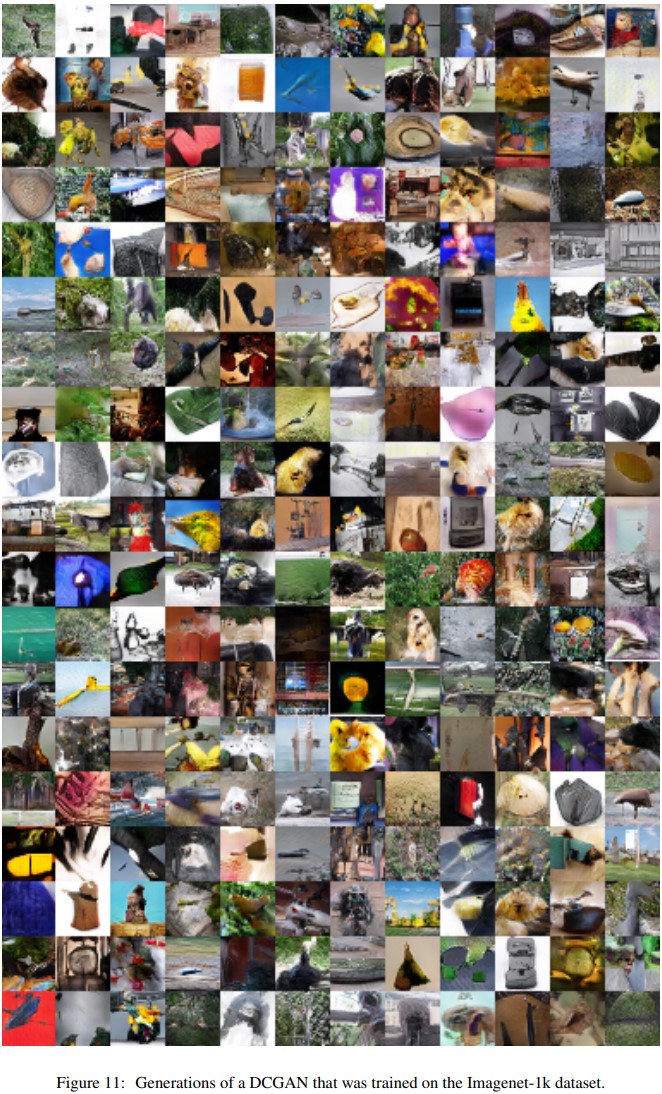 Figure 11: Generations of a DCGAN that was trained on the Imagenet-1k dataset.